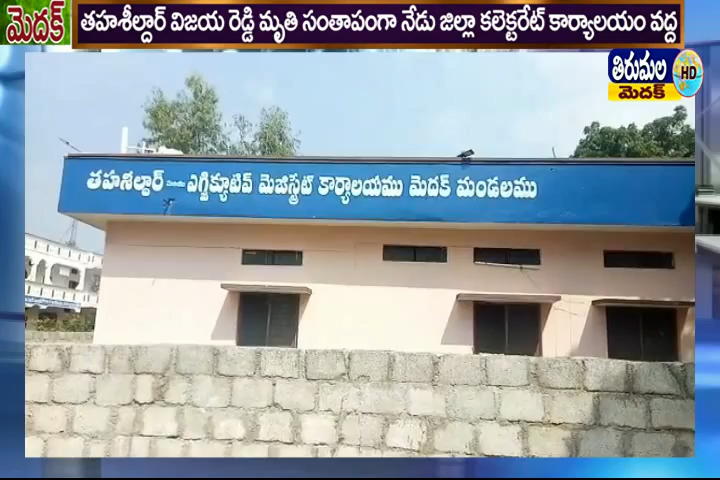 మెదక్ తహశీల్దార్ విజయ రెడ్డి మృతి సంతాపంగా నేడు జిల్లా కలెక్టరేట్ కార్యాలయం వద్ద
తిరుమల HD
మెదక్
తహశీల్దార్ ఎగ్జిక్యూటివ్ మెజిస్ట్రేట్ కార్యాలయము మెదక్ మండలము